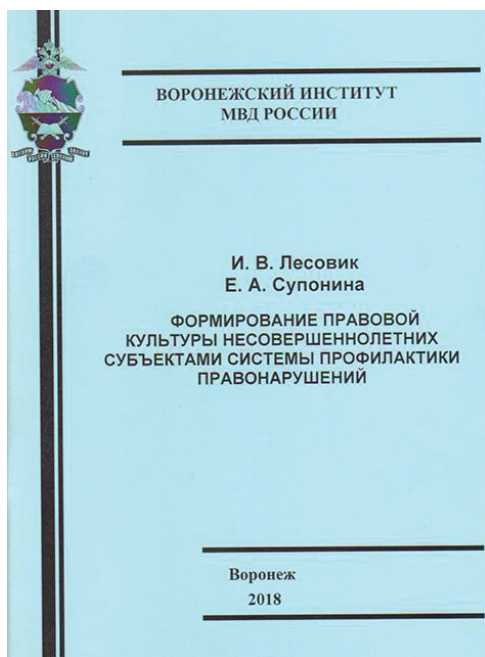 ВОРОНЕЖСКИЙ ИНСТИТУТ
МВД РОССИИ
И. В. Лесовик
Е. А. Супонина
ФОРМИРОВАНИЕ ПРАВОВОЙ
КУЛЬТУРЫ НЕСОВЕРШЕННОЛЕТНИХ
СУБЪЕКТАМИ СИСТЕМЫ ПРОФИЛАКТИКИ
ПРАВОНАРУШЕНИЙ
Воронеж
2018